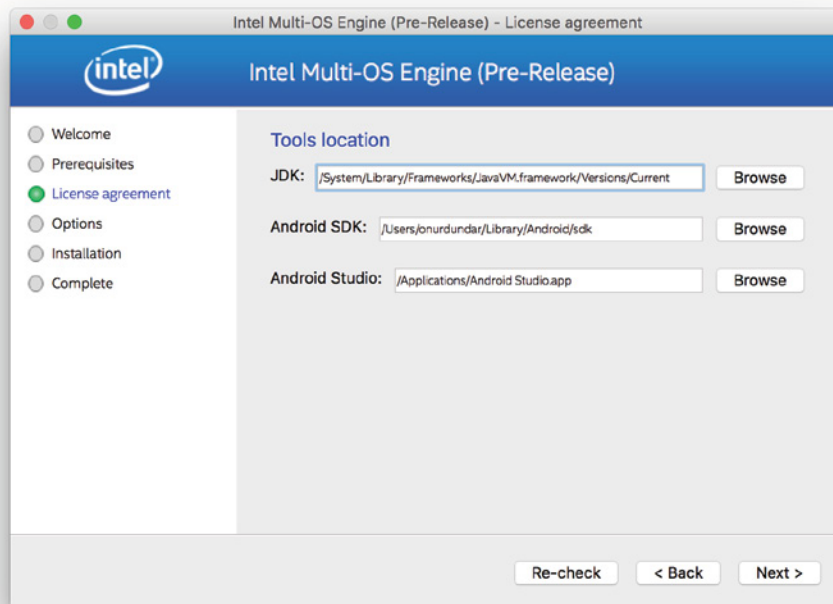 Intel Multi-OS Engine (Pre-Release) - License agreement
intel
Intel Multi-OS Engine (Pre-Release)
Welcome
Prerequisites
License agreement
Options
Installation
Complete
Tools location
JDK: /System/Library/Frameworks/JavaVM.framework/Versions/Current Browse
Android SDK: /Users/onurdundar/Library/Android/sdk Browse
Android Studio: /Applications/Android Studio.app Browse
Re-check < Back Next >